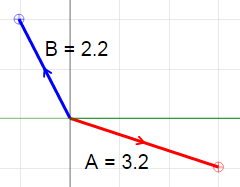 B = 2.2
A = 3.2